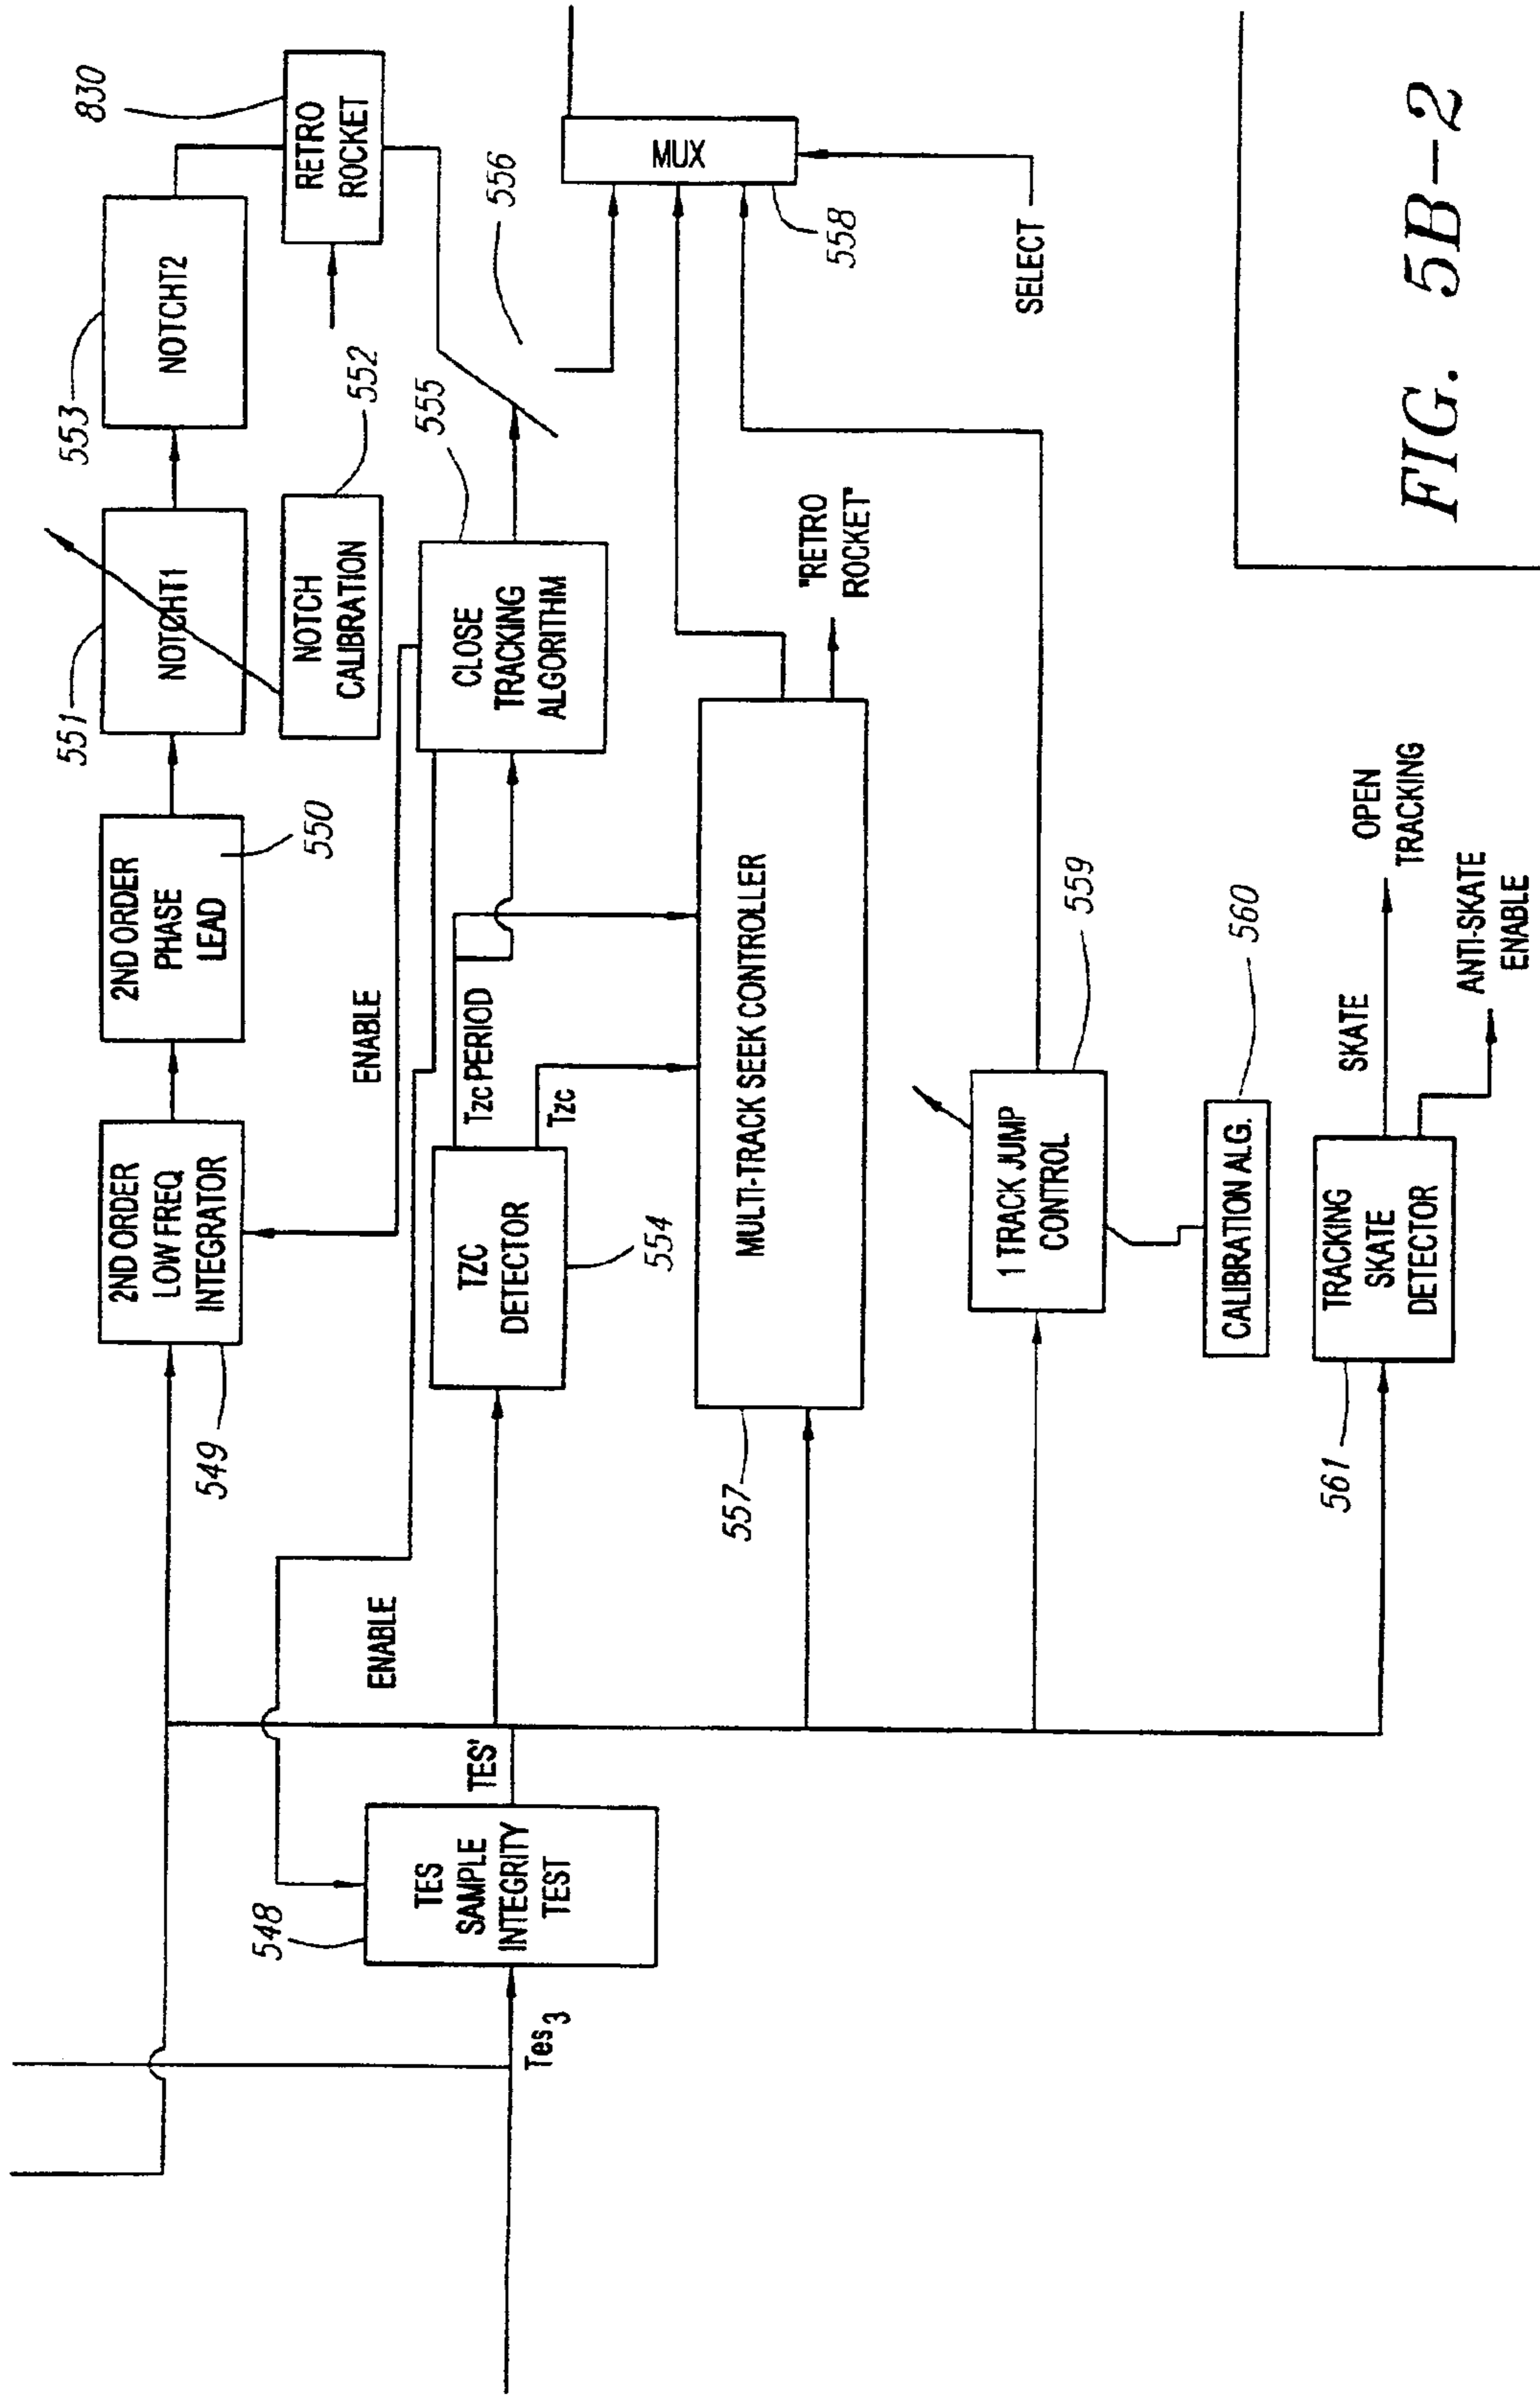 830
553
551
NOTCHT2
RETRO
ROCKET
NOTCHT1
552
NOTCH
CALIBRATION
556
MUX
558
SELECT
2ND ORDER
PHASE
LEAD
550
555
CLOSE
TRACKING
ALGORITHM
"RETRO
ROCKET"
2ND ORDER
LOW FREQ
INTEGRATOR
549
ENABLE
TZC PERIOD
TZC
TZC
DETECTOR
554
MULTI-TRACK SEEK CONTROLLER
557
ENABLE
TES'
548
TES
SAMPLE
INTEGRITY
TEST
Tes3
1 TRACK JUMP
CONTROL
559
CALIBRATION ALG.
560
TRACKING
SKATE
DETECTOR
561
SKATE
OPEN
TRACKING
ANTI-SKATE
ENABLE
FIG. 5B-2